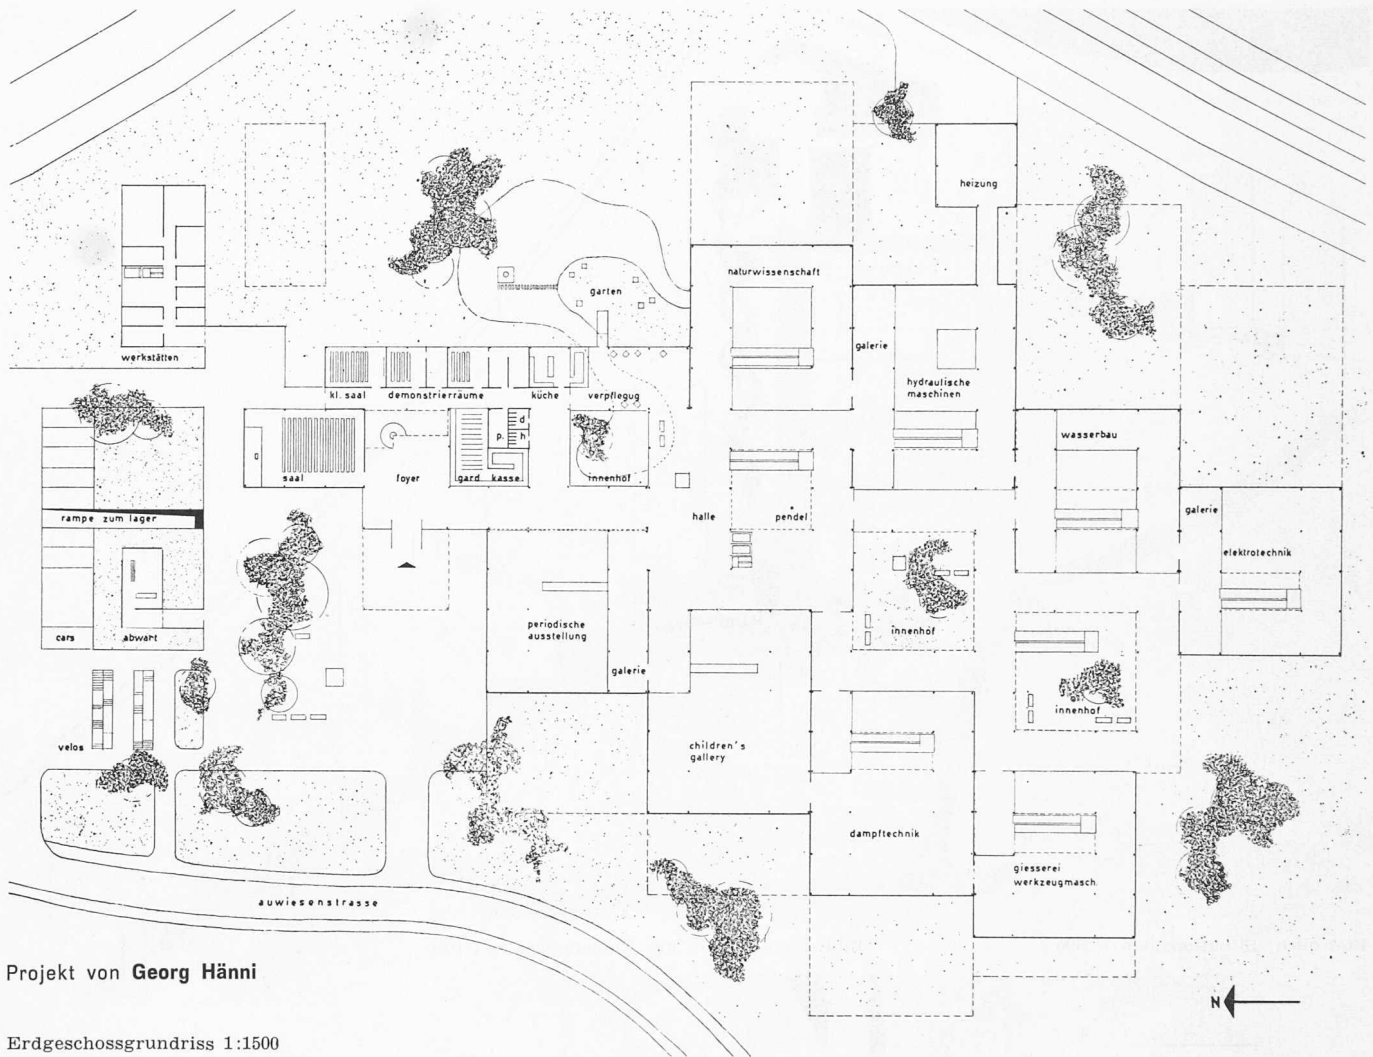 heizung
naturwissenschaft
garten
galerie
werkstätten
hydraulische
maschinen
kl. saal
demonstrierräume
küche
verpflegug
d
p.
h
wasserbau
saal
foyer
gard
kasse
innenhof
rampe zum lager
halle
pendel
galerie
elektrotechnik
periodische
ausstellung
innenhof
cars
abwart
galerie
innenhof
velos
children's
gallery
dampftechnik
giesserei
werkzeugmasch.
auwiesenstrasse
Projekt von Georg Hänni
N
Erdgeschossgrundriss 1:1500